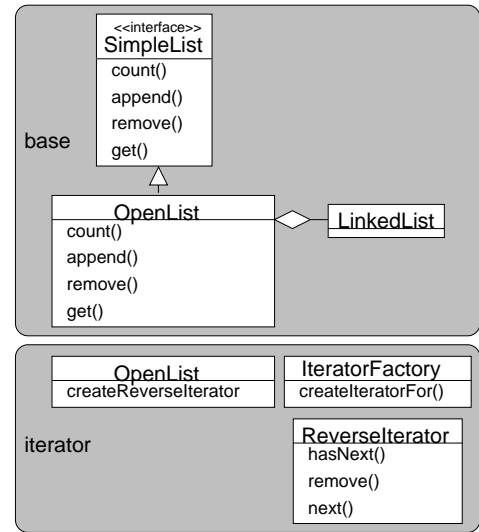 <<interface>>
SimpleList
count()
append()
remove()
get()
base
OpenList
count()
append()
remove()
get()
LinkedList
OpenList
createReverseIterator
IteratorFactory
createIteratorFor()
iterator
ReverseIterator
hasNext()
remove()
next()